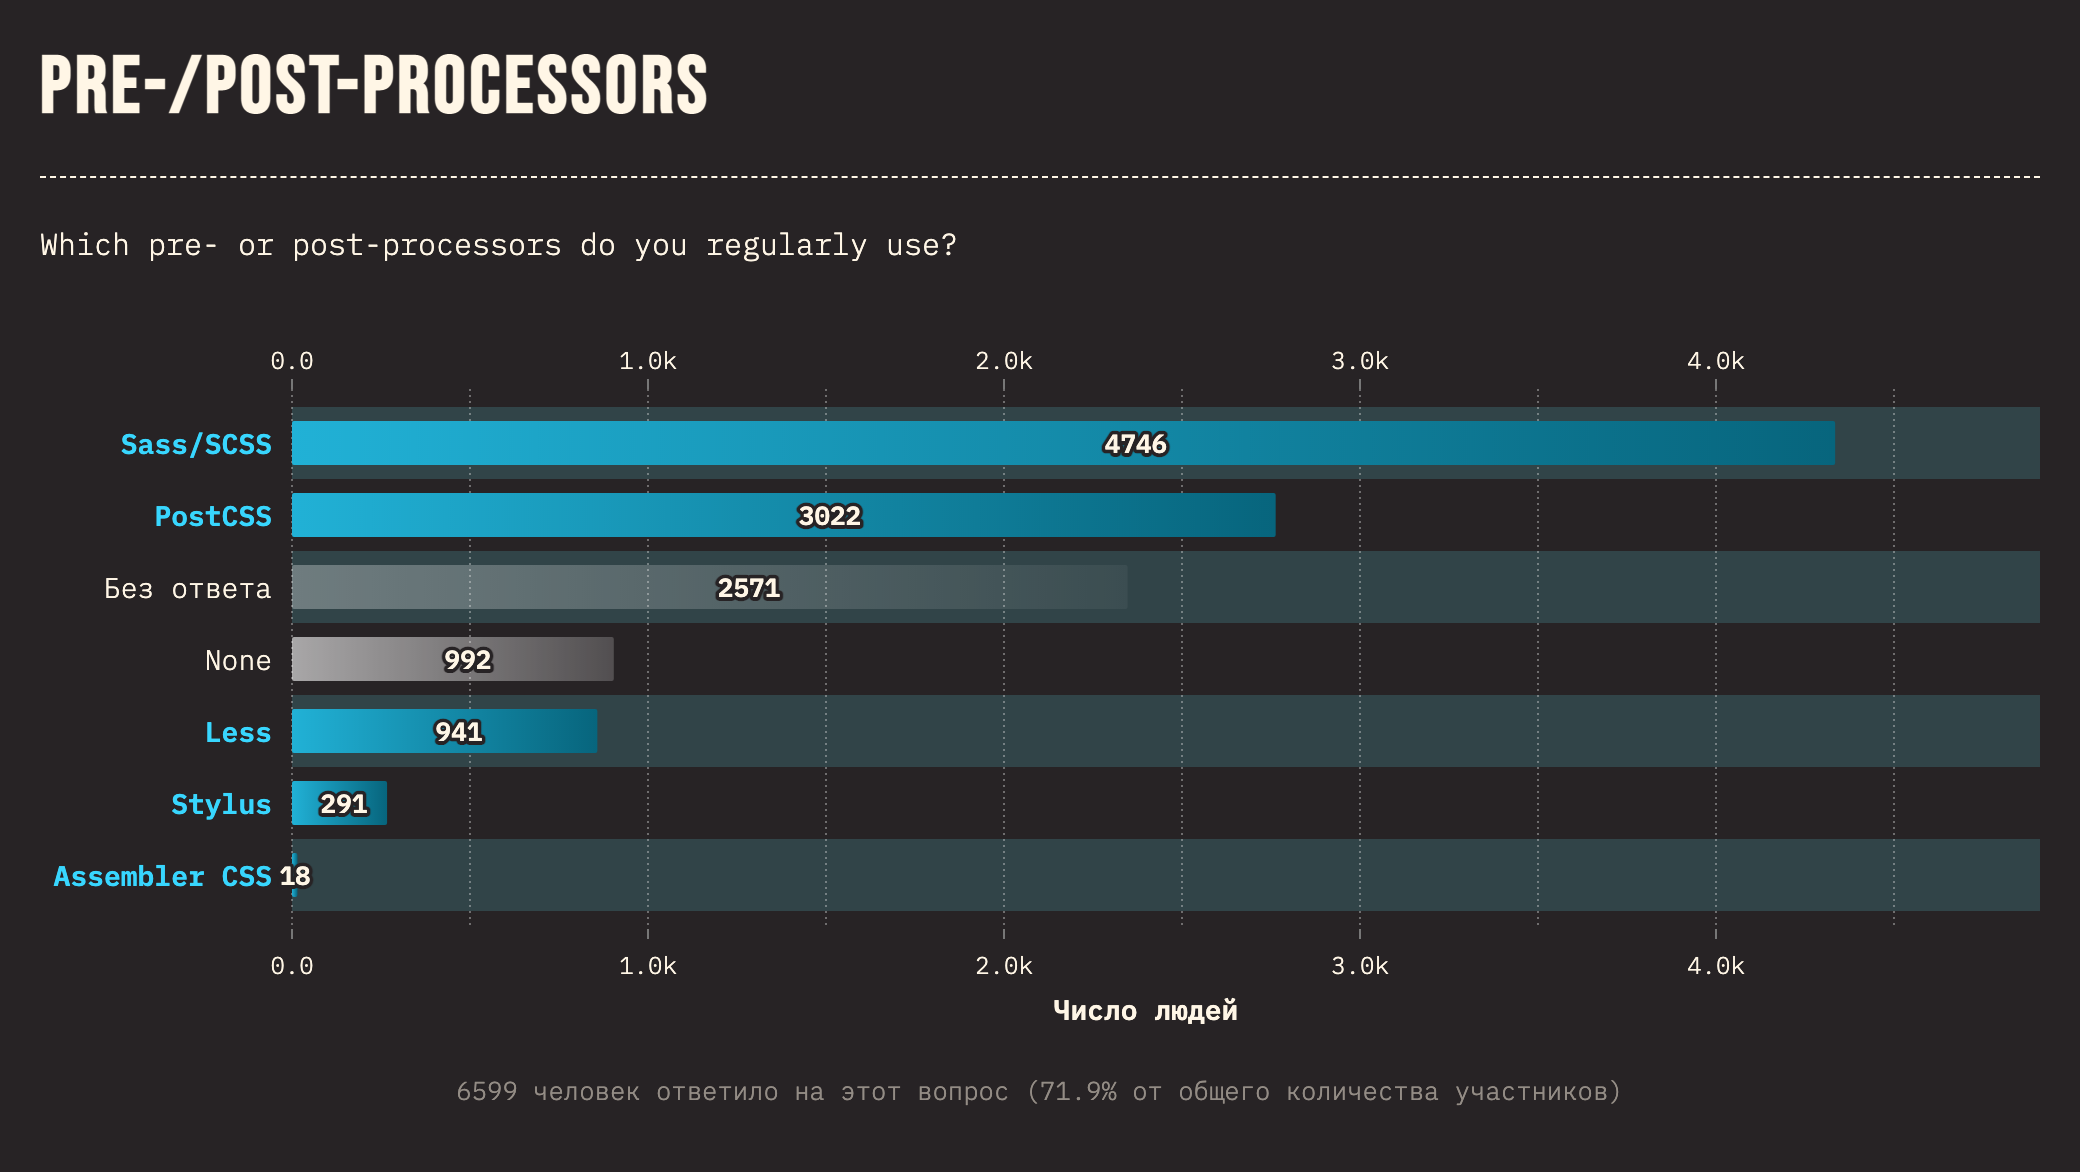 PRE-/POST-PROCESSORS
Which pre- or post-processors do you regularly use?
0.0 1.0k 2.0k 3.0k 4.0k
Sass/SCSS 4746
PostCSS 3022
Без ответа 2571
None 992
Less 941
Stylus 291
Assembler CSS 18
0.0 1.0k 2.0k 3.0k 4.0k
Число людей
6599 человек ответило на этот вопрос (71.9% от общего количества участников)